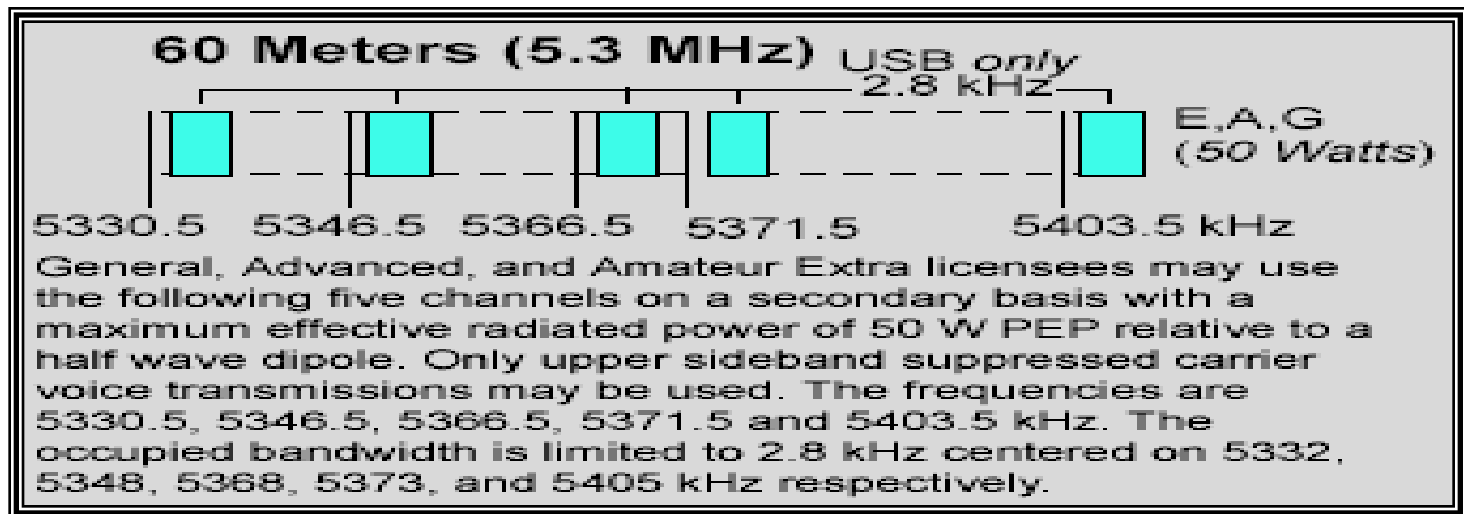 60 Meters (5.3 MHz) USB only
2.8 kHz
E,A,G
(50 Watts)
5330.5 5346.5 5366.5 5371.5 5403.5 kHz
General, Advanced, and Amateur Extra licensees may use
the following five channels on a secondary basis with a
maximum effective radiated power of 50 W PEP relative to a
half wave dipole. Only upper sideband suppressed carrier
voice transmissions may be used. The frequencies are
5330.5, 5346.5, 5366.5, 5371.5 and 5403.5 kHz. The
occupied bandwidth is limited to 2.8 kHz centered on 5332,
5348, 5368, 5373, and 5405 kHz respectively.